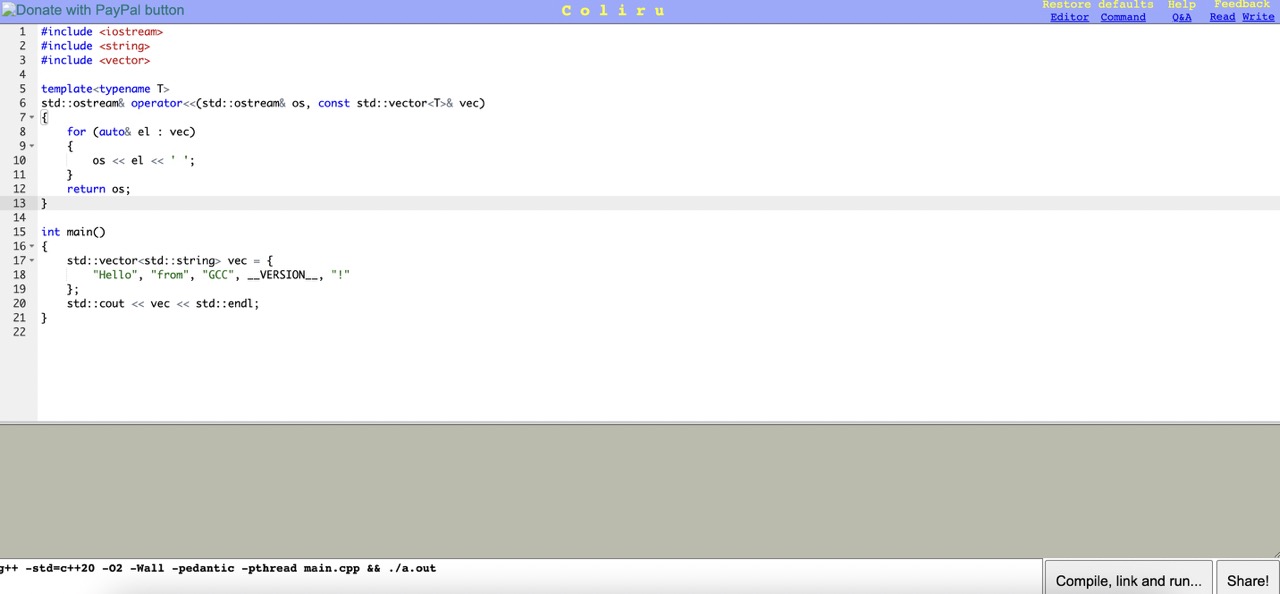 Donate with PayPal button
C o l i r u
Restore defaults Help Feedback
Editor Command Q&A Read Write
1 #include <iostream>
2 #include <string>
3 #include <vector>
4
5 template<typename T>
6 std::ostream& operator<<(std::ostream& os, const std::vector<T>& vec)
7 {
8     for (auto& el : vec)
9     {
10         os << el << ' ';
11     }
12     return os;
13 }
14
15 int main()
16 {
17     std::vector<std::string> vec = {
18         "Hello", "from", "GCC", __VERSION__, "!"
19     };
20     std::cout << vec << std::endl;
21 }
22
g++ -std=c++20 -O2 -Wall -pedantic -pthread main.cpp && ./a.out
Compile, link and run... Share!